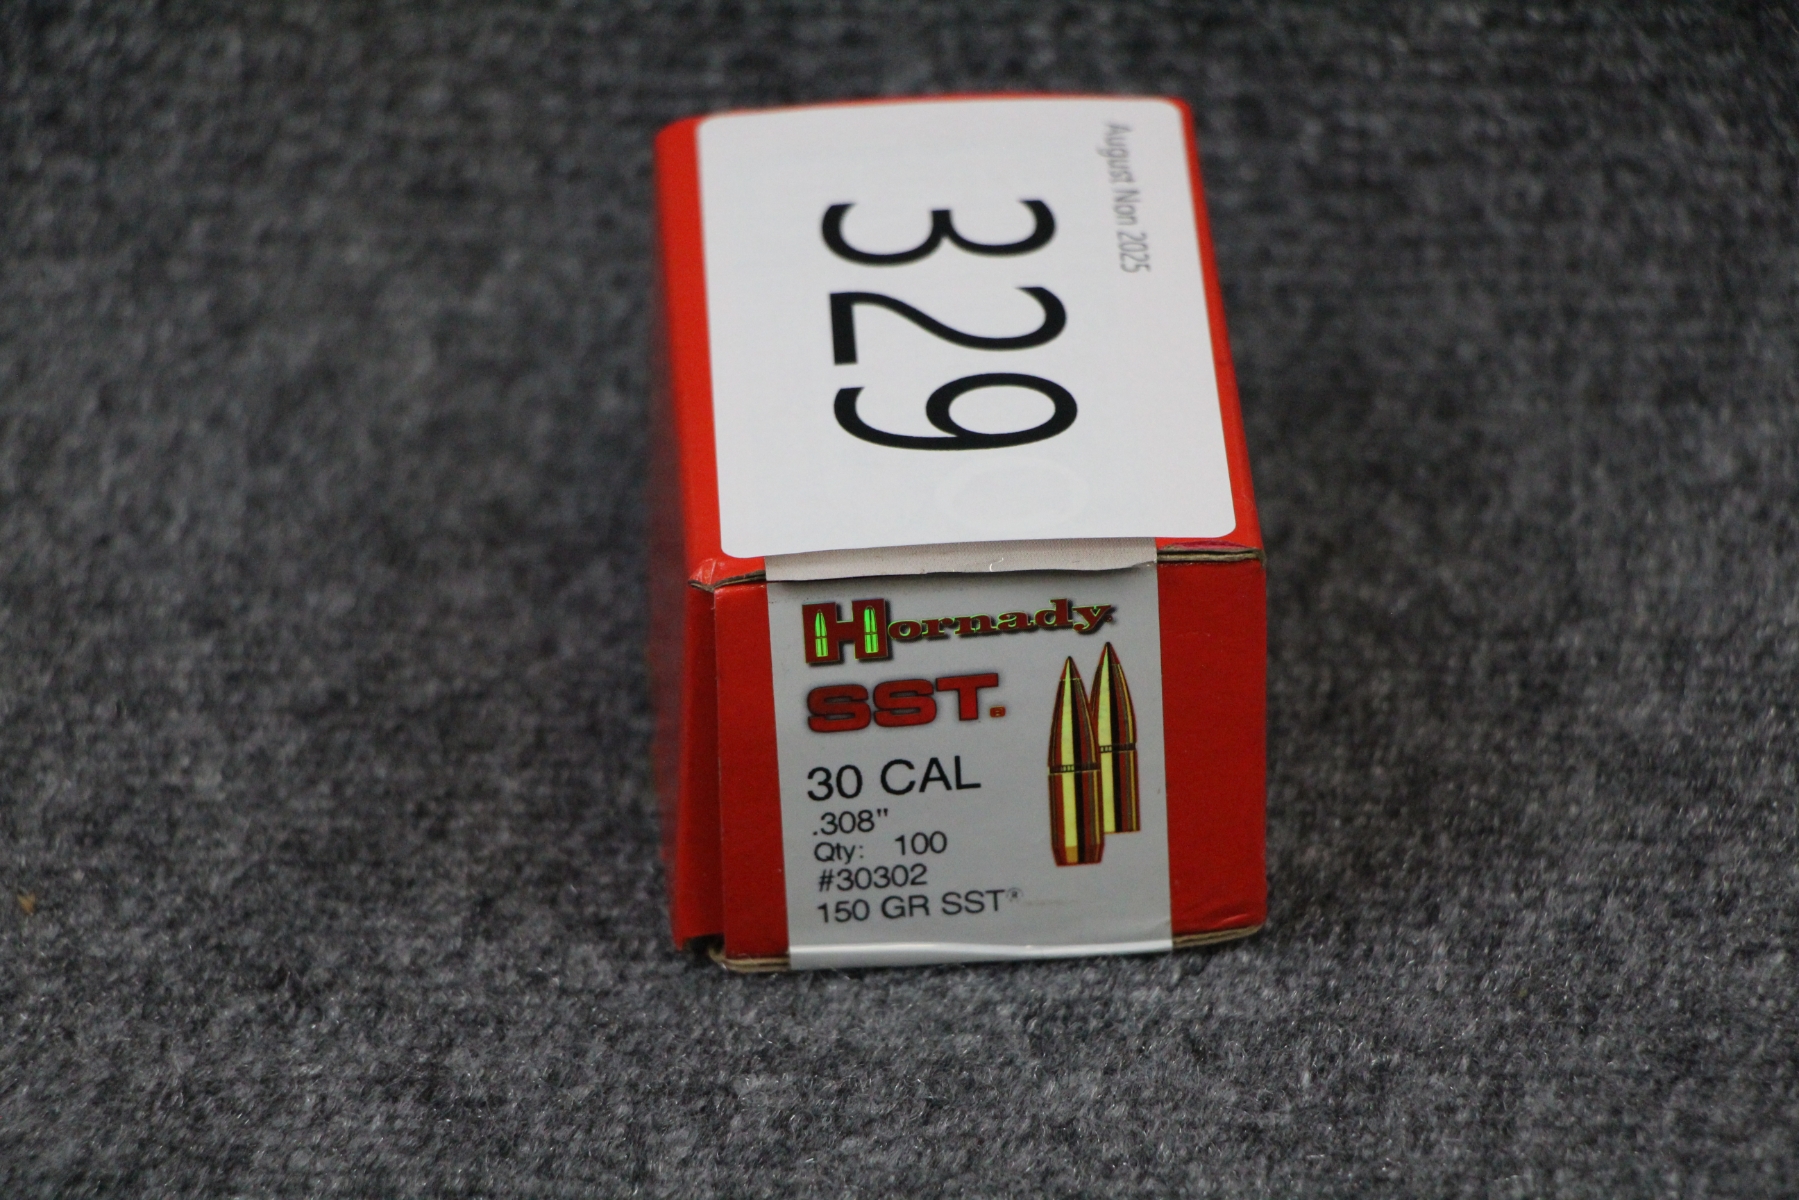 August Non 2025
329
Hornady
SST®
30 CAL
.308"
Qty: 100
#30302
150 GR SST®